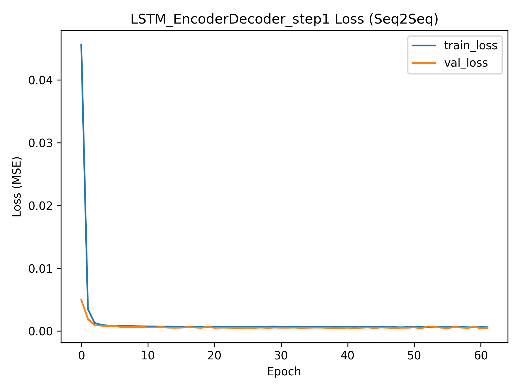 LSTM_EncoderDecoder_step1 Loss (Seq2Seq)
train_loss
val_loss
Loss (MSE)
0.04
0.03
0.02
0.01
0.00
0 10 20 30 40 50 60
Epoch